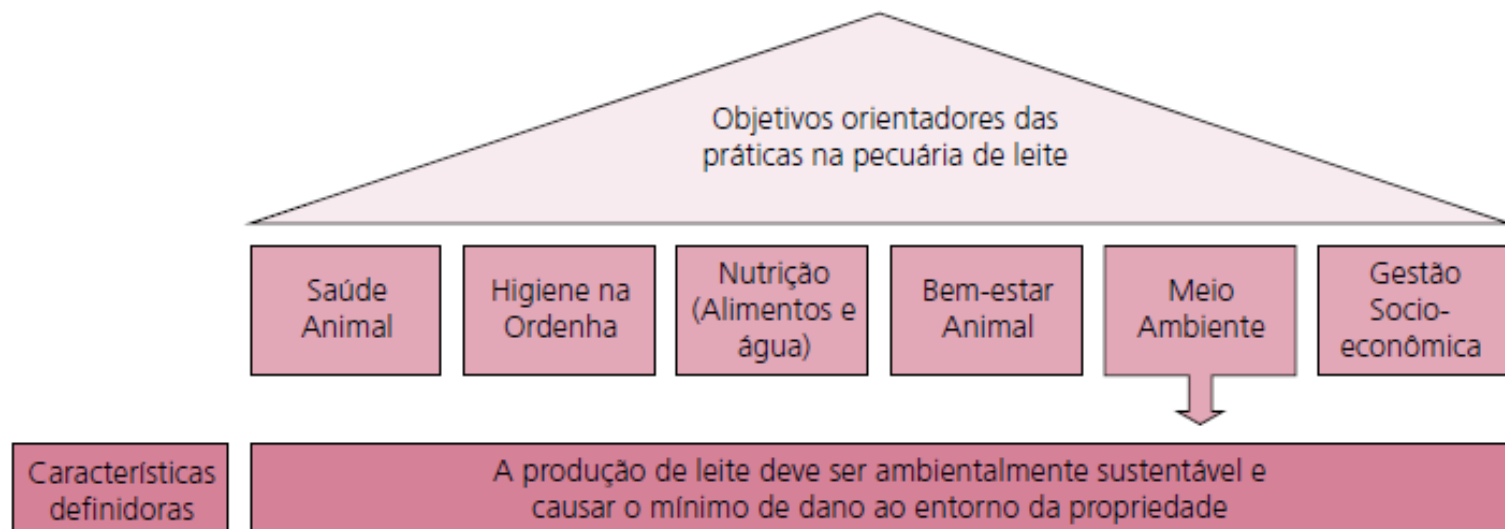 Objetivos orientadores das
práticas na pecuária de leite
Saúde
Animal
Higiene na
Ordenha
Nutrição
(Alimentos e
água)
Bem-estar
Animal
Meio
Ambiente
Gestão
Socio-
econômica
Características
definidoras
A produção de leite deve ser ambientalmente sustentável e
causar o mínimo de dano ao entorno da propriedade